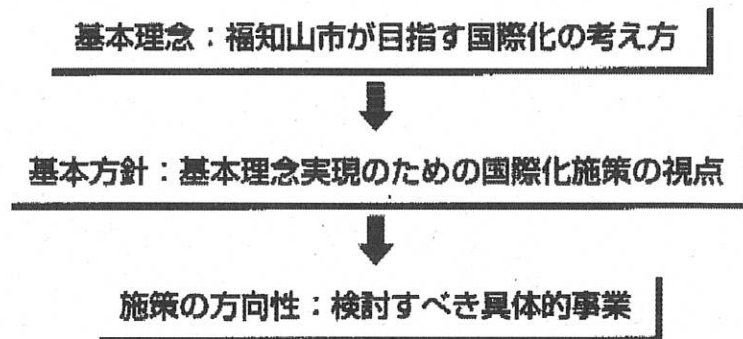 基本理念：福知山市が目指す国際化の考え方
基本方針：基本理念実現のための国際化施策の視点
施策の方向性：検討すべき具体的事業